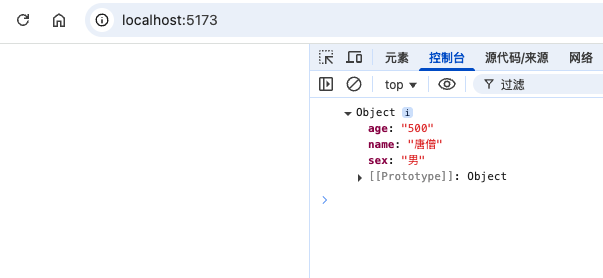 localhost:5173
元素 控制台 源代码/来源 网络
top 过滤
Object i
age: "500"
name: "唐僧"
sex: "男"
[[Prototype]]: Object